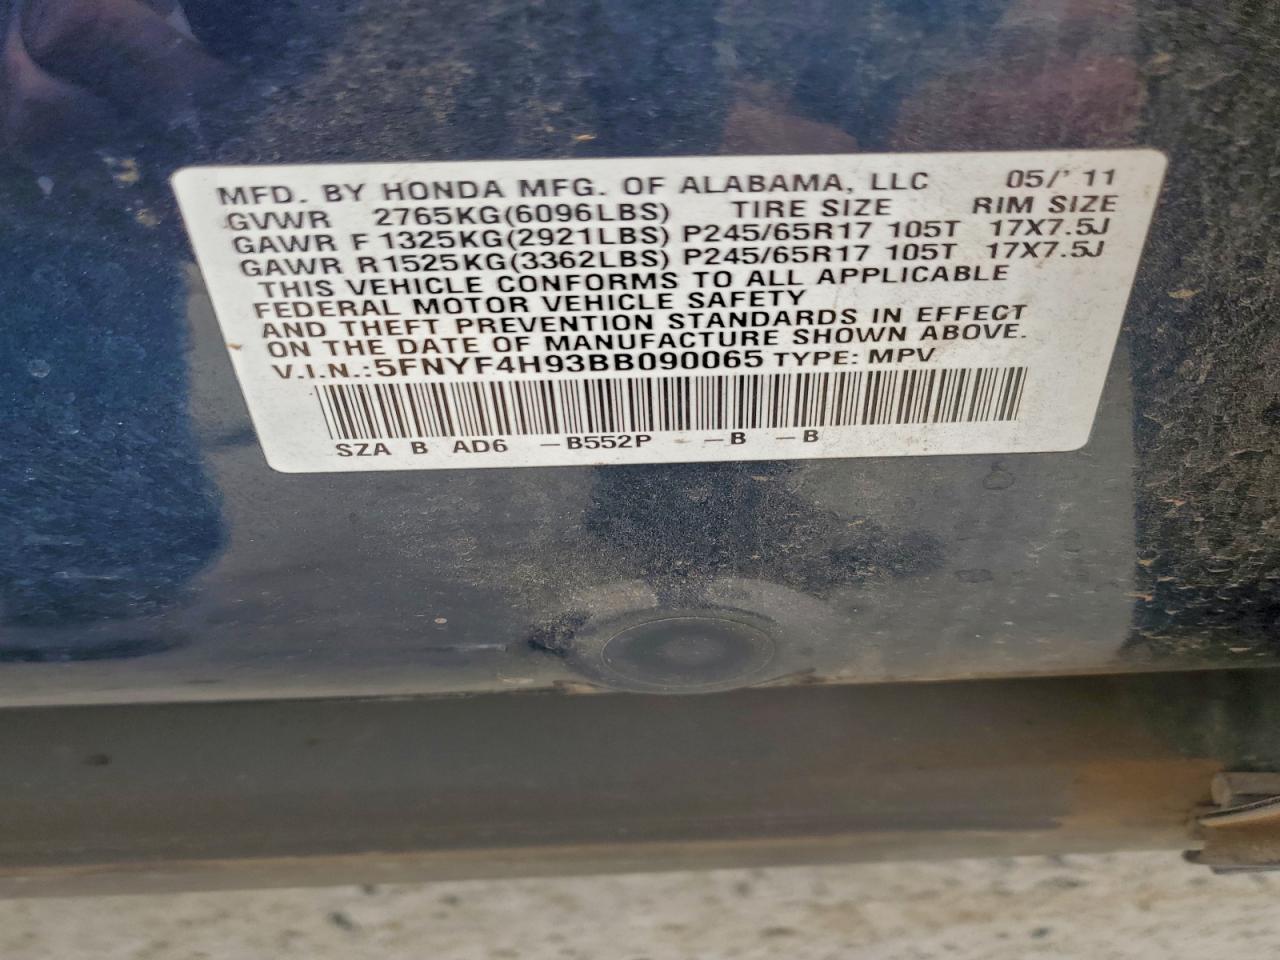 MFD. BY HONDA MFG. OF ALABAMA, LLC 05/'11
GVWR 2765KG(6096LBS) TIRE SIZE RIM SIZE
GAWR F 1325KG(2921LBS) P245/65R17 105T 17X7.5J
GAWR R1525KG(3362LBS) P245/65R17 105T 17X7.5J
THIS VEHICLE CONFORMS TO ALL APPLICABLE
FEDERAL MOTOR VEHICLE SAFETY
AND THEFT PREVENTION STANDARDS IN EFFECT
ON THE DATE OF MANUFACTURE SHOWN ABOVE.
V.I.N.:5FNYF4H93BB090065 TYPE: MPV
SZA B AD6 -B552P -B -B